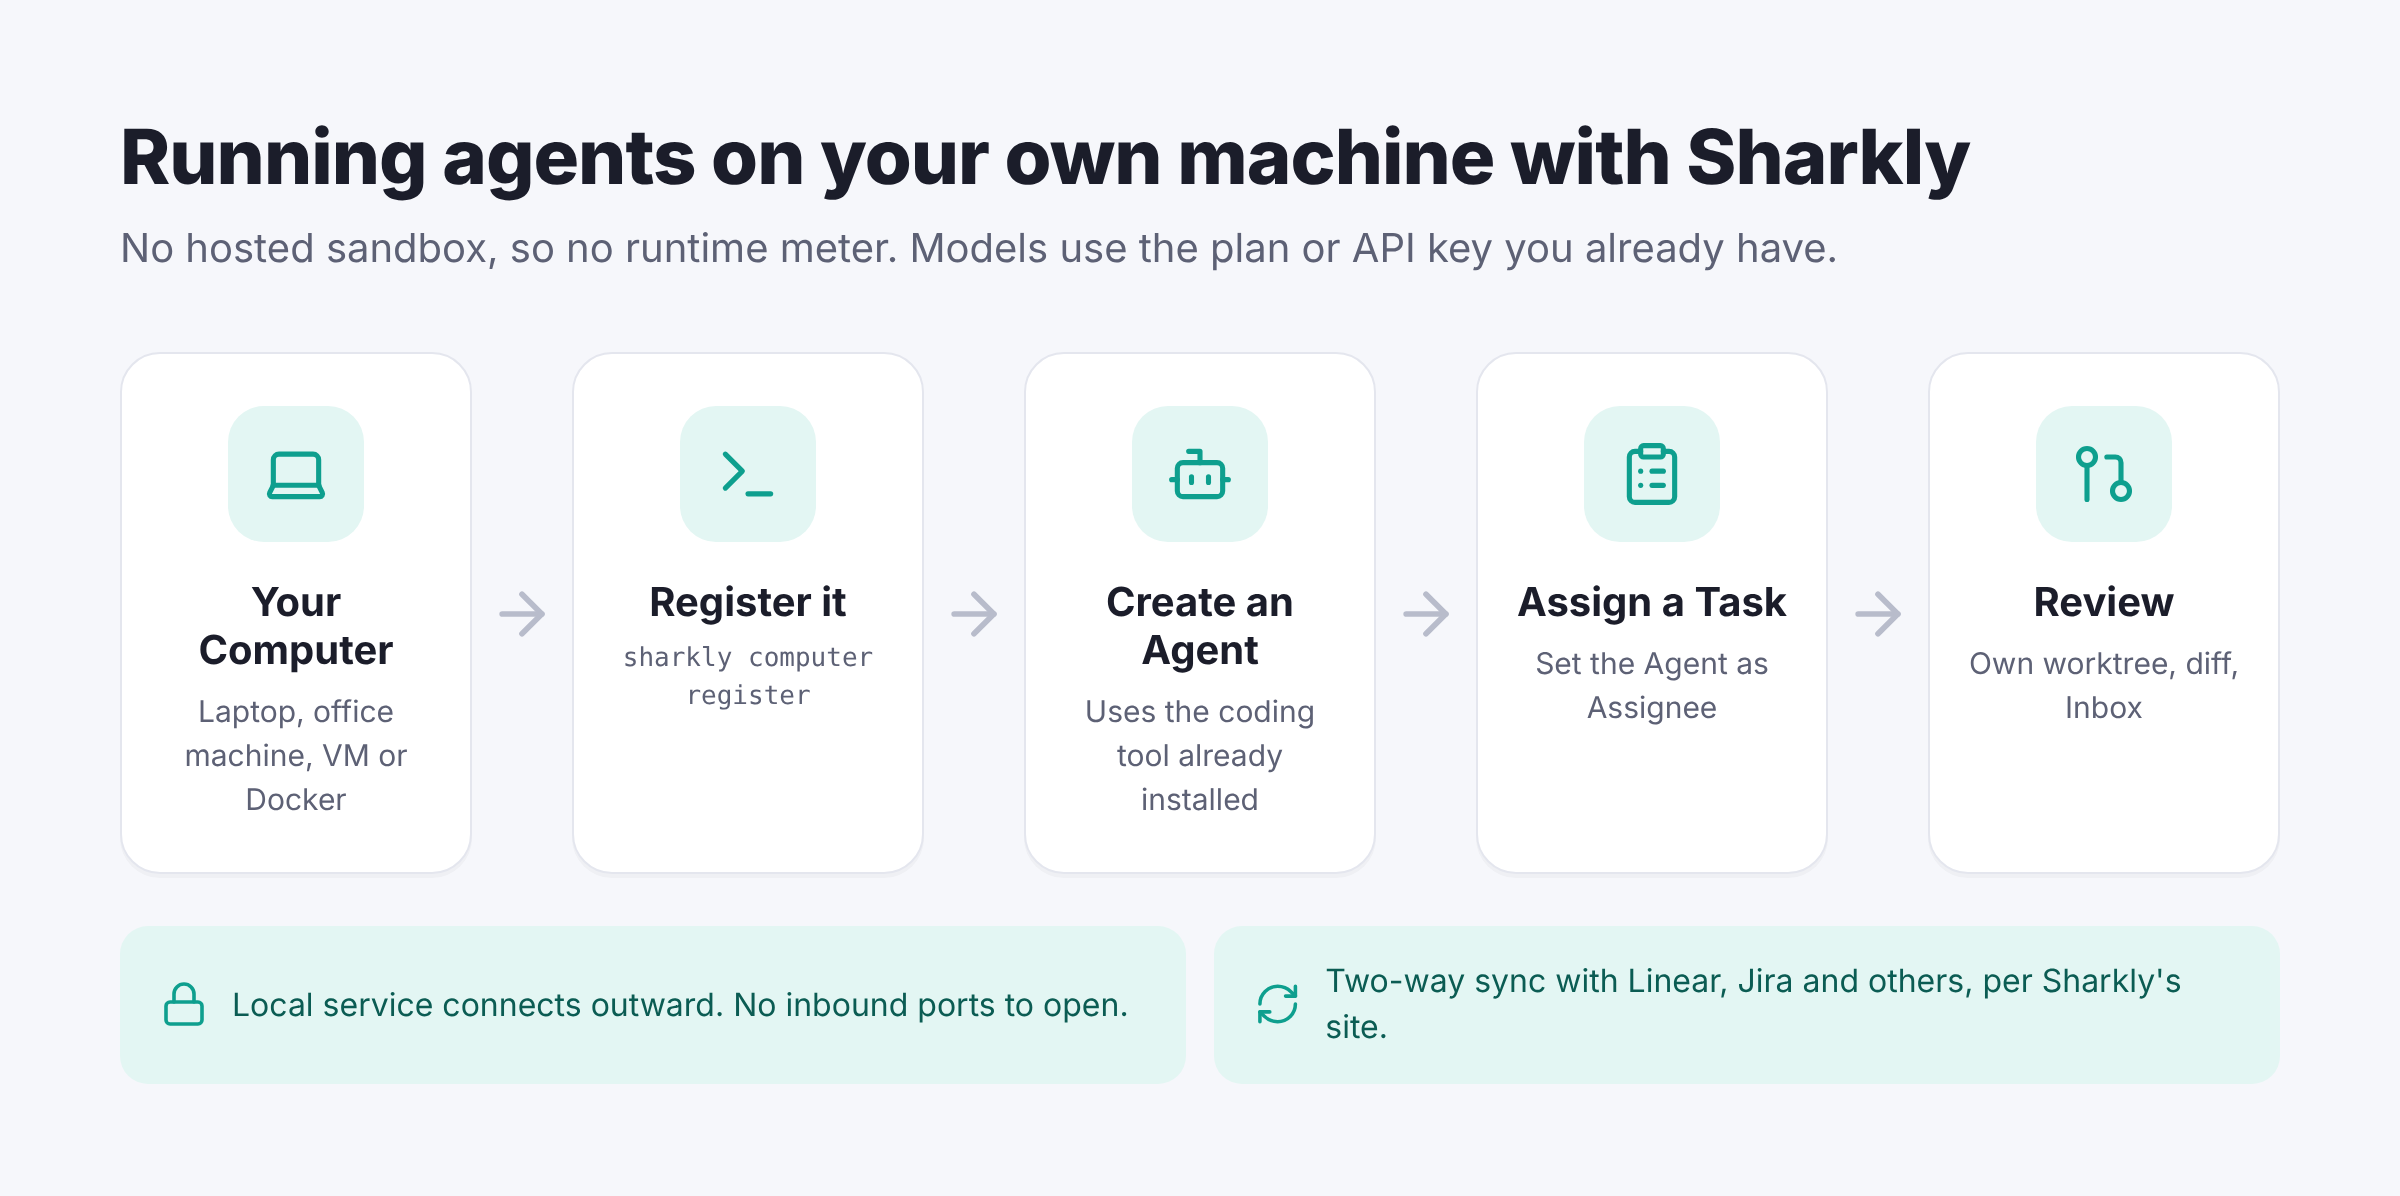 Running agents on your own machine with Sharkly
No hosted sandbox, so no runtime meter. Models use the plan or API key you already have.
Your
Computer
Laptop, office
machine, VM or
Docker
Register it
sharkly computer
register
Create an
Agent
Uses the coding
tool already
installed
Assign a Task
Set the Agent as
Assignee
Review
Own worktree, diff,
Inbox
Local service connects outward. No inbound ports to open.
Two-way sync with Linear, Jira and others, per Sharkly's
site.